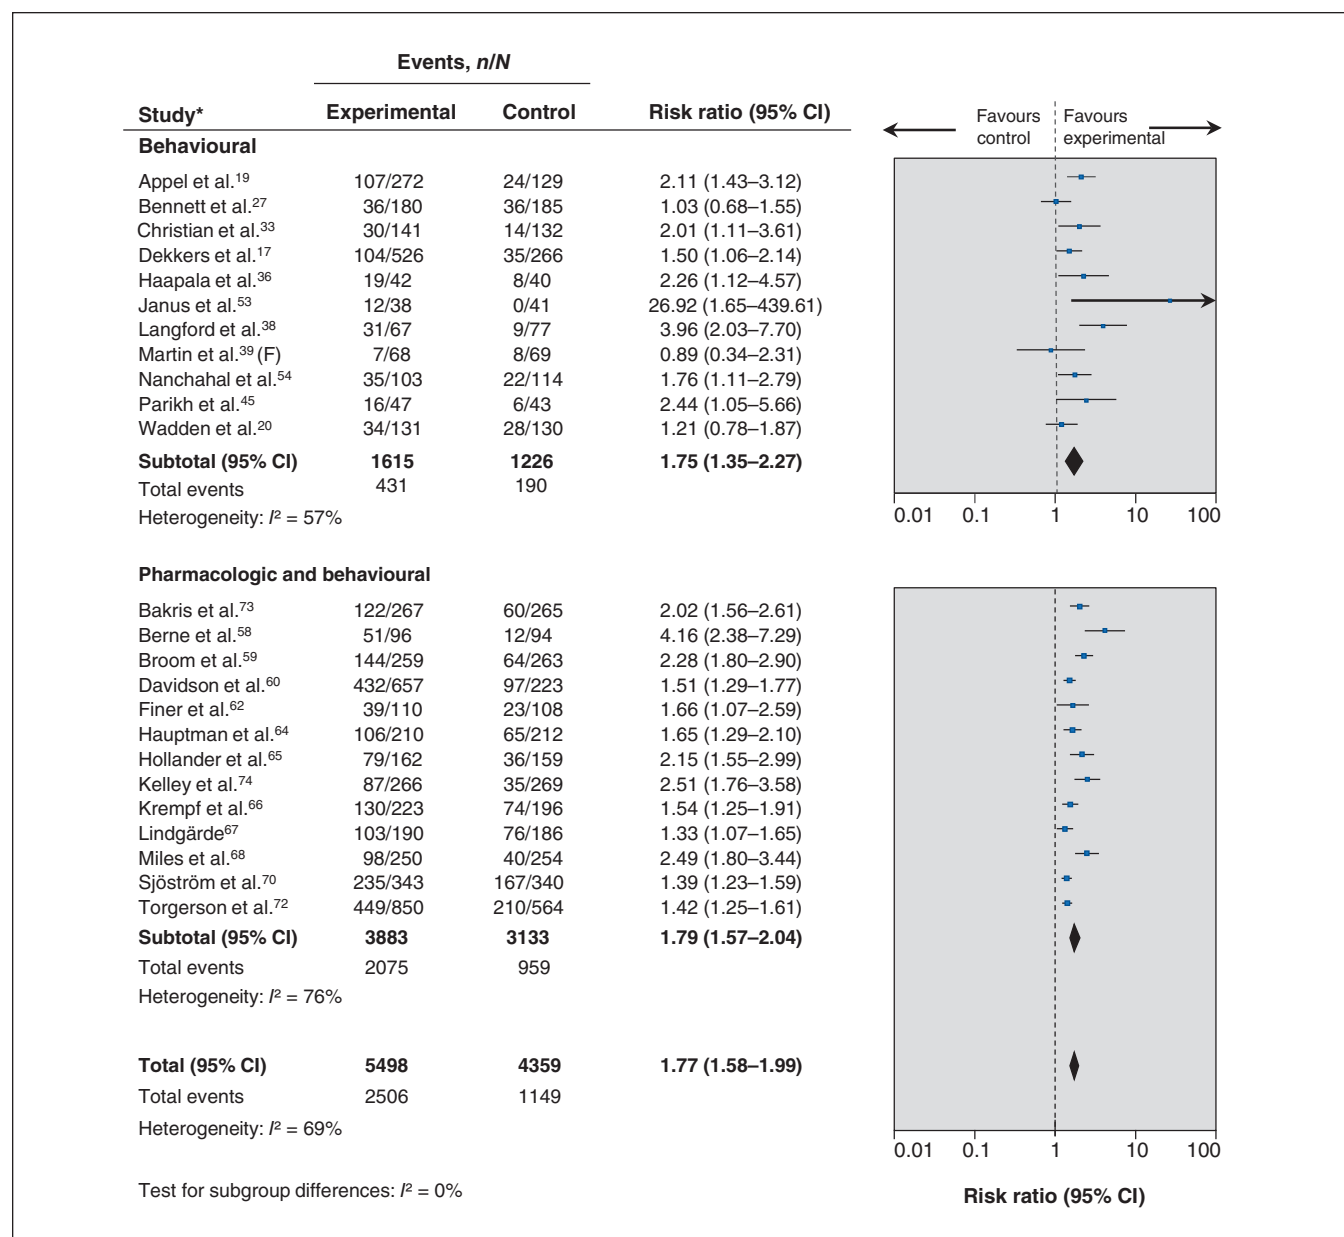 Events, n/N
Study* Experimental Control Risk ratio (95% CI)
Favours control
Favours experimental
Behavioural
Appel et al.19 107/272 24/129 2.11 (1.43–3.12)
Bennett et al.27 36/180 36/185 1.03 (0.68–1.55)
Christian et al.33 30/141 14/132 2.01 (1.11–3.61)
Dekkers et al.17 104/526 35/266 1.50 (1.06–2.14)
Haapala et al.36 19/42 8/40 2.26 (1.12–4.57)
Janus et al.53 12/38 0/41 26.92 (1.65–439.61)
Langford et al.38 31/67 9/77 3.96 (2.03–7.70)
Martin et al.39 (F) 7/68 8/69 0.89 (0.34–2.31)
Nanchahal et al.54 35/103 22/114 1.76 (1.11–2.79)
Parikh et al.45 16/47 6/43 2.44 (1.05–5.66)
Wadden et al.20 34/131 28/130 1.21 (0.78–1.87)
Subtotal (95% CI) 1615 1226 1.75 (1.35–2.27)
Total events 431 190
Heterogeneity: I² = 57%
0.01 0.1 1 10 100
Pharmacologic and behavioural
Bakris et al.73 122/267 60/265 2.02 (1.56–2.61)
Berne et al.58 51/96 12/94 4.16 (2.38–7.29)
Broom et al.59 144/259 64/263 2.28 (1.80–2.90)
Davidson et al.60 432/657 97/223 1.51 (1.29–1.77)
Finer et al.62 39/110 23/108 1.66 (1.07–2.59)
Hauptman et al.64 106/210 65/212 1.65 (1.29–2.10)
Hollander et al.65 79/162 36/159 2.15 (1.55–2.99)
Kelley et al.74 87/266 35/269 2.51 (1.76–3.58)
Krempf et al.66 130/223 74/196 1.54 (1.25–1.91)
Lindgärde67 103/190 76/186 1.33 (1.07–1.65)
Miles et al.68 98/250 40/254 2.49 (1.80–3.44)
Sjöström et al.70 235/343 167/340 1.39 (1.23–1.59)
Torgerson et al.72 449/850 210/564 1.42 (1.25–1.61)
Subtotal (95% CI) 3883 3133 1.79 (1.57–2.04)
Total events 2075 959
Heterogeneity: I² = 76%
Total (95% CI) 5498 4359 1.77 (1.58–1.99)
Total events 2506 1149
Heterogeneity: I² = 69%
0.01 0.1 1 10 100
Test for subgroup differences: I² = 0%
Risk ratio (95% CI)